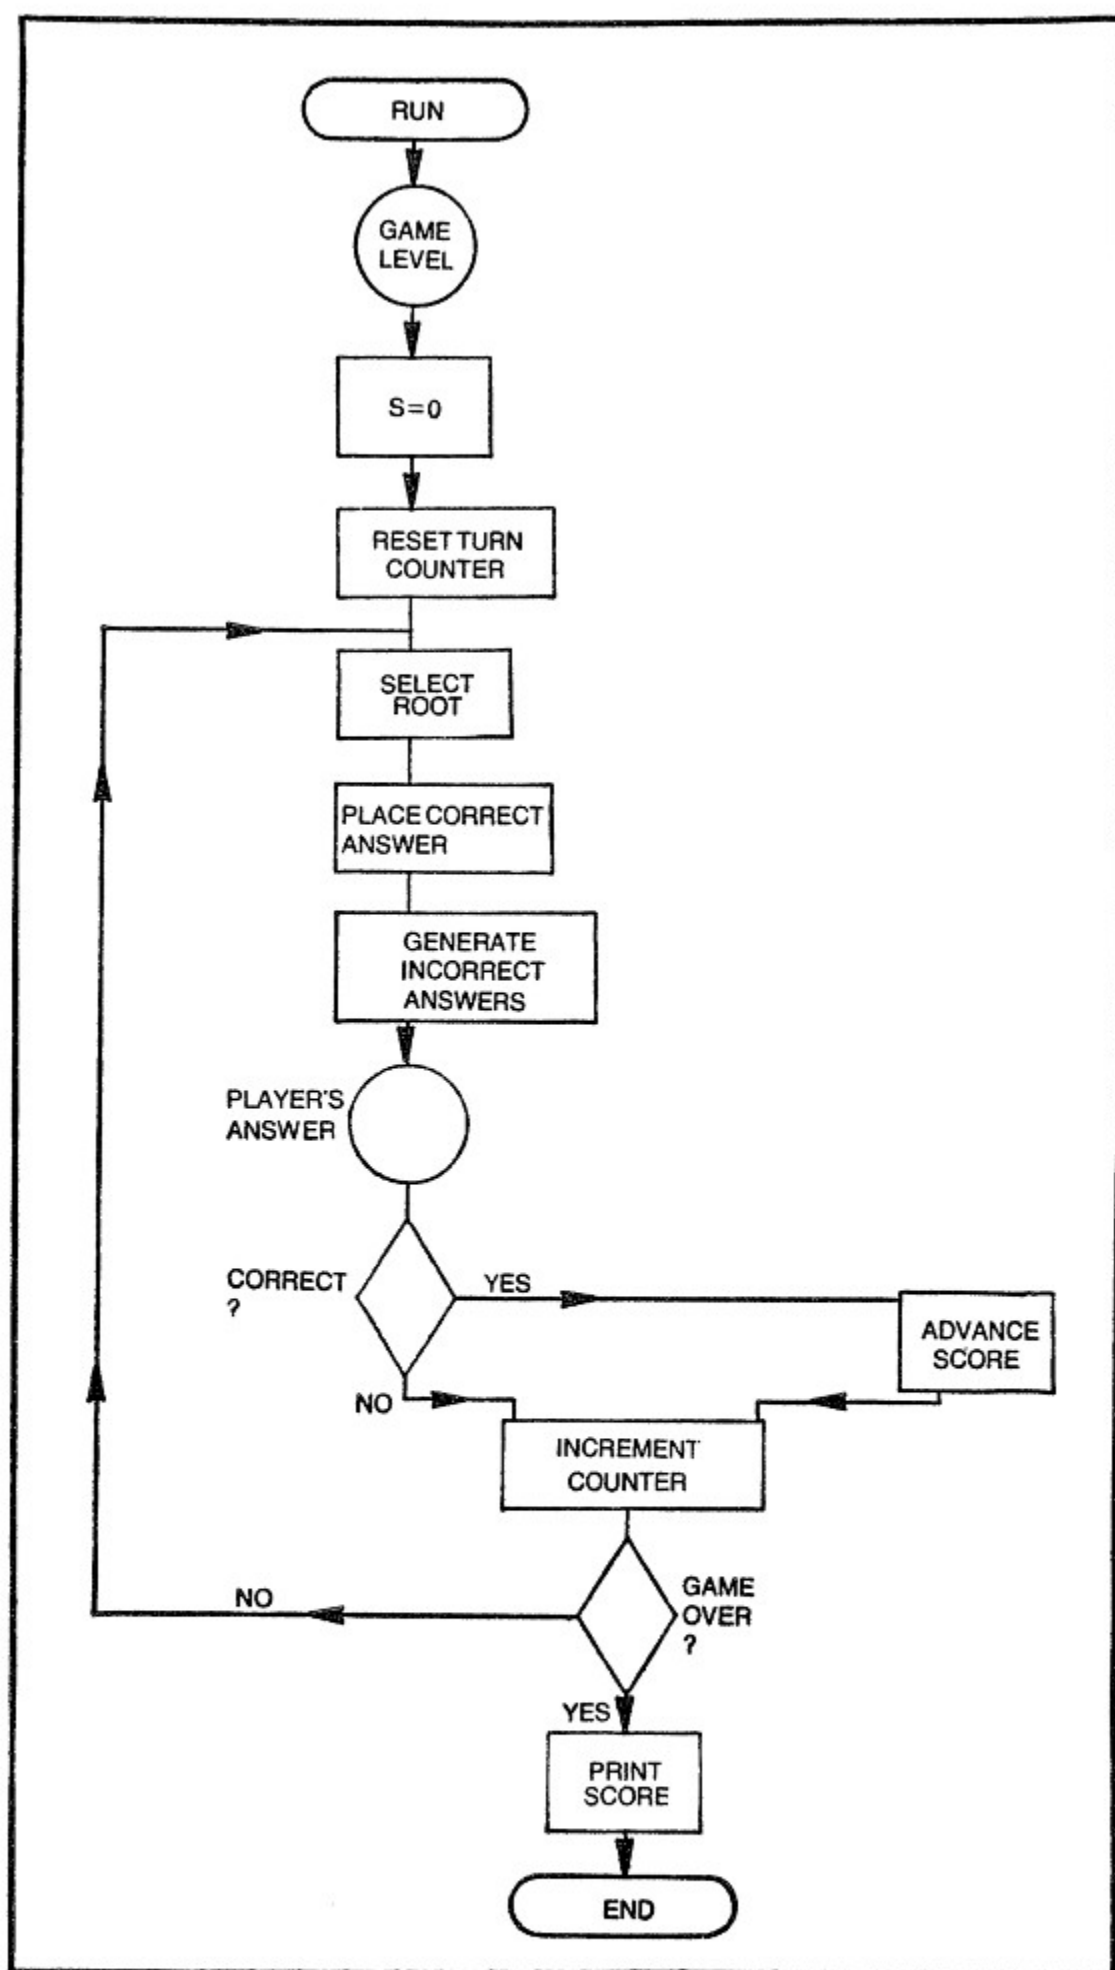 RUN
GAME
LEVEL
S=0
RESET TURN
COUNTER
SELECT
ROOT
PLACE CORRECT
ANSWER
GENERATE
INCORRECT
ANSWERS
PLAYER'S
ANSWER
CORRECT
?
YES
ADVANCE
SCORE
NO
INCREMENT
COUNTER
GAME
OVER
?
NO
YES
PRINT
SCORE
END